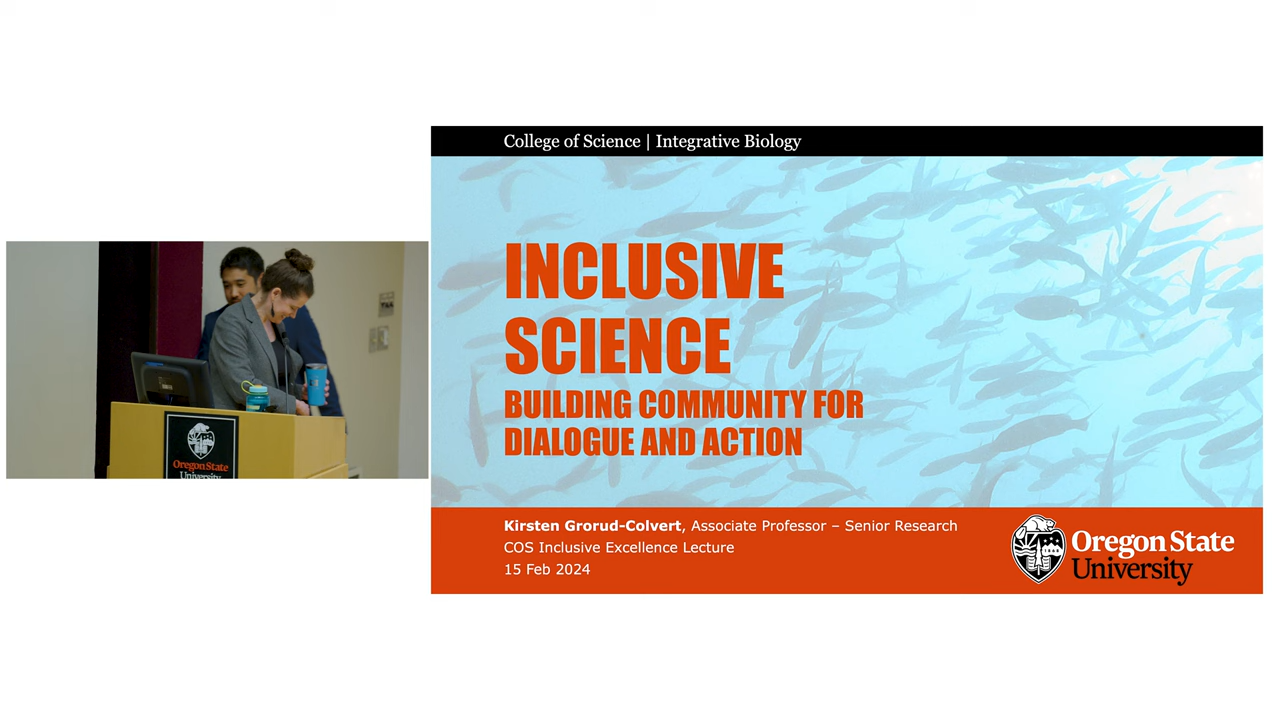 College of Science | Integrative Biology
INCLUSIVE
SCIENCE
BUILDING COMMUNITY FOR
DIALOGUE AND ACTION
Kirsten Grorud-Colvert, Associate Professor – Senior Research
COS Inclusive Excellence Lecture
15 Feb 2024
Oregon State
University
Oregon State
University